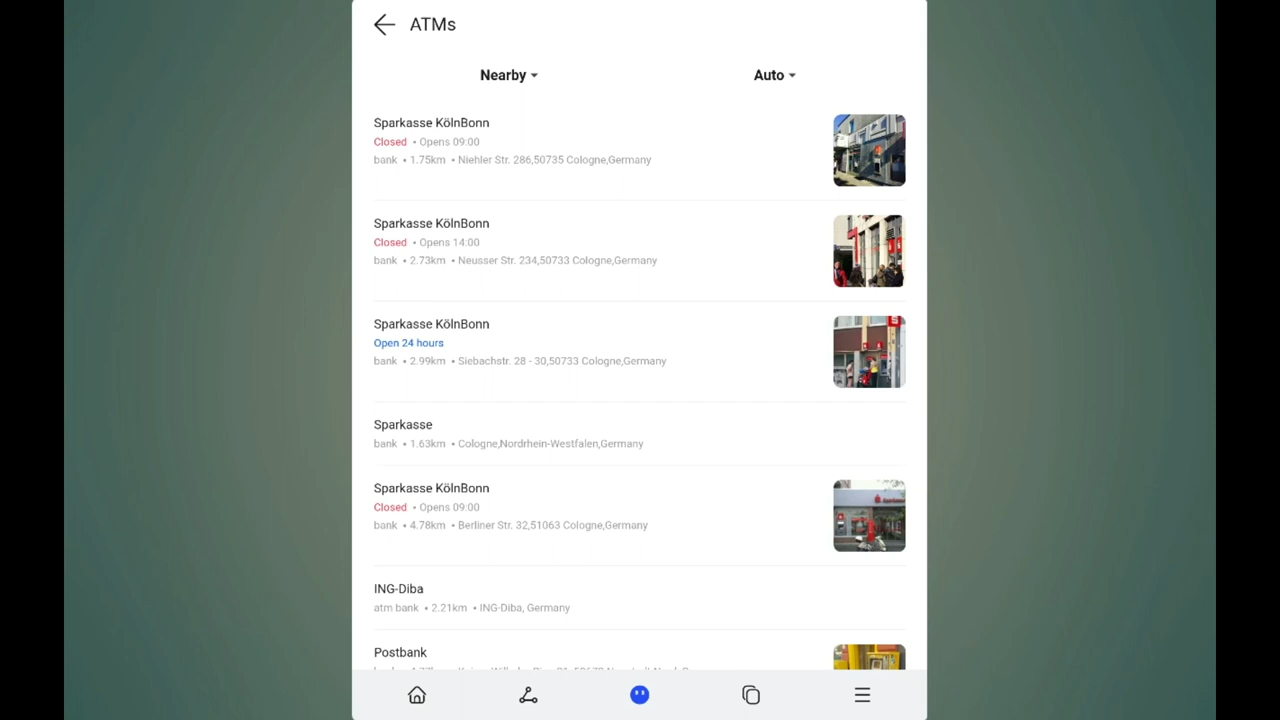 ATMs
Nearby
Auto
Sparkasse KölnBonn
Closed • Opens 09:00
bank • 1.75km • Niehler Str. 286,50735 Cologne,Germany
Sparkasse KölnBonn
Closed • Opens 14:00
bank • 2.73km • Neusser Str. 234,50733 Cologne,Germany
Sparkasse KölnBonn
Open 24 hours
bank • 2.99km • Siebachstr. 28 - 30,50733 Cologne,Germany
Sparkasse
bank • 1.63km • Cologne,Nordrhein-Westfalen,Germany
Sparkasse KölnBonn
Closed • Opens 09:00
bank • 4.78km • Berliner Str. 32,51063 Cologne,Germany
ING-Diba
atm bank • 2.21km • ING-Diba, Germany
Postbank